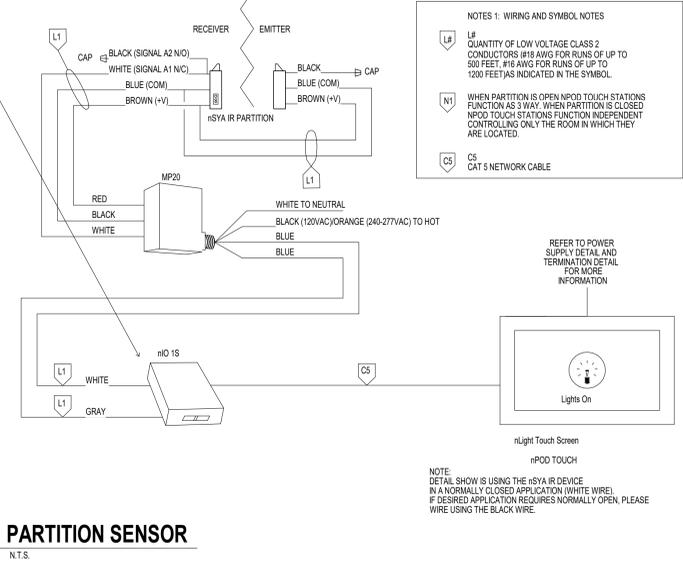 RECEIVER
EMITTER
L1
CAP
BLACK (SIGNAL A2 N/O)
WHITE (SIGNAL A1 N/C)
BLUE (COM)
BROWN (+V)
BLACK
CAP
BLUE (COM)
BROWN (+V)
nSYA IR PARTITION
L1
NOTES 1: WIRING AND SYMBOL NOTES
L#
L#
QUANTITY OF LOW VOLTAGE CLASS 2
CONDUCTORS (#18 AWG FOR RUNS OF UP TO
500 FEET, #16 AWG FOR RUNS OF UP TO
1200 FEET)AS INDICATED IN THE SYMBOL.
N1
WHEN PARTITION IS OPEN NPOD TOUCH STATIONS
FUNCTION AS 3 WAY. WHEN PARTITION IS CLOSED
NPOD TOUCH STATIONS FUNCTION INDEPENDENT
CONTROLLING ONLY THE ROOM IN WHICH THEY
ARE LOCATED.
C5
C5
CAT 5 NETWORK CABLE
MP20
RED
BLACK
WHITE
WHITE TO NEUTRAL
BLACK (120VAC)/ORANGE (240-277VAC) TO HOT
BLUE
BLUE
REFER TO POWER
SUPPLY DETAIL AND
TERMINATION DETAIL
FOR MORE
INFORMATION
nIO 1S
L1
WHITE
L1
GRAY
C5
Lights On
nLight Touch Screen
nPOD TOUCH
NOTE:
DETAIL SHOW IS USING THE nSYA IR DEVICE
IN A NORMALLY CLOSED APPLICATION (WHITE WIRE).
IF DESIRED APPLICATION REQUIRES NORMALLY OPEN, PLEASE
WIRE USING THE BLACK WIRE.
PARTITION SENSOR
N.T.S.